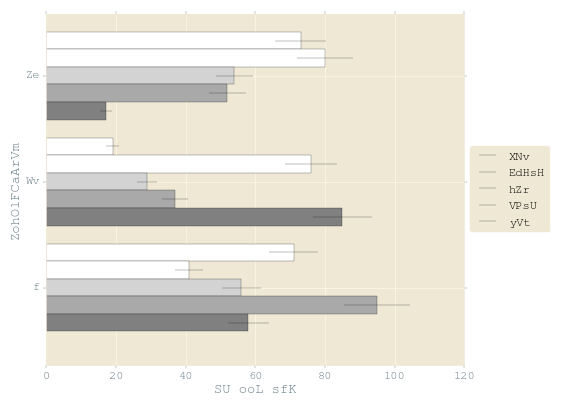 Ze
Wv
f
ZohOlFCaArVm
0 20 40 60 80 100 120
SU ooL sfK
XNv
EdHsH
hZr
VPsU
yVt